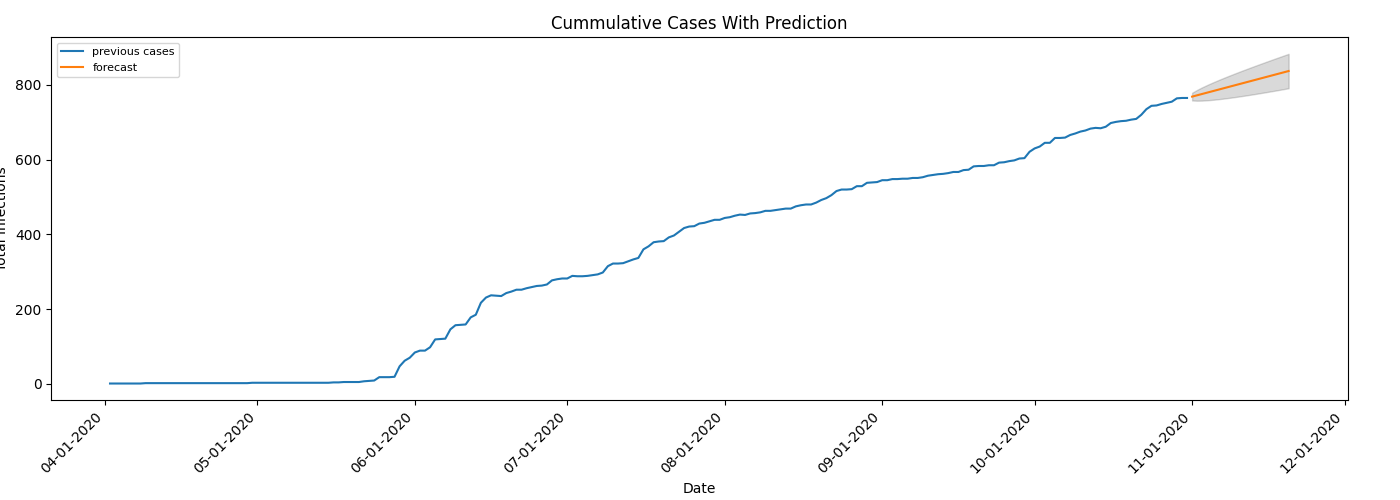 Cummulative Cases With Prediction
previous cases
forecast
800
600
400
200
0
Total Infections
04-01-2020
05-01-2020
06-01-2020
07-01-2020
08-01-2020
09-01-2020
10-01-2020
11-01-2020
12-01-2020
Date